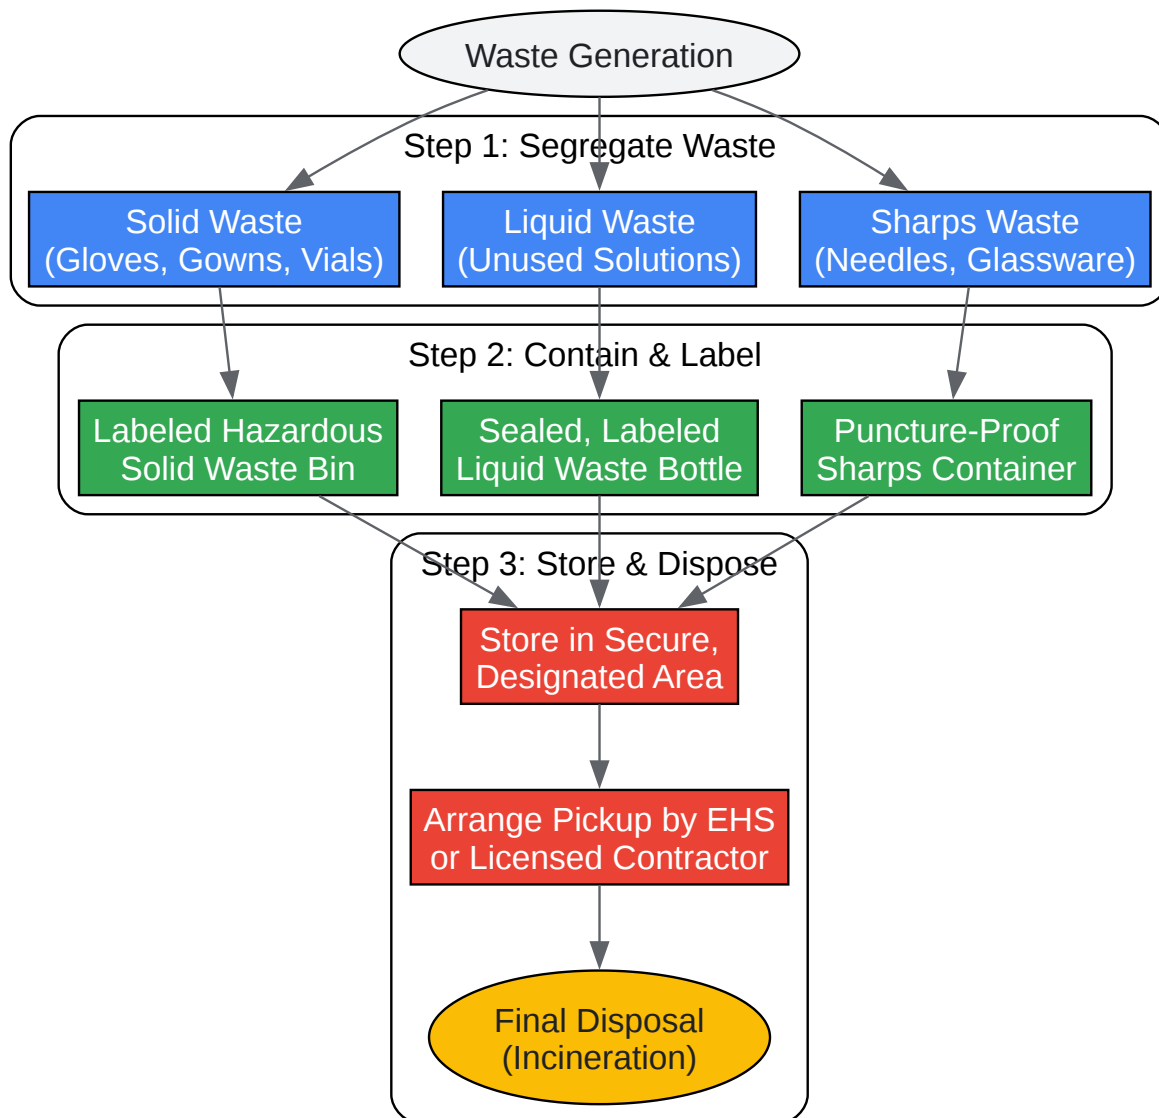 Waste Generation
Step 1: Segregate Waste
Solid Waste
(Gloves, Gowns, Vials)
Liquid Waste
(Unused Solutions)
Sharps Waste
(Needles, Glassware)
Step 2: Contain & Label
Labeled Hazardous
Solid Waste Bin
Sealed, Labeled
Liquid Waste Bottle
Puncture-Proof
Sharps Container
Step 3: Store & Dispose
Store in Secure,
Designated Area
Arrange Pickup by EHS
or Licensed Contractor
Final Disposal
(Incineration)